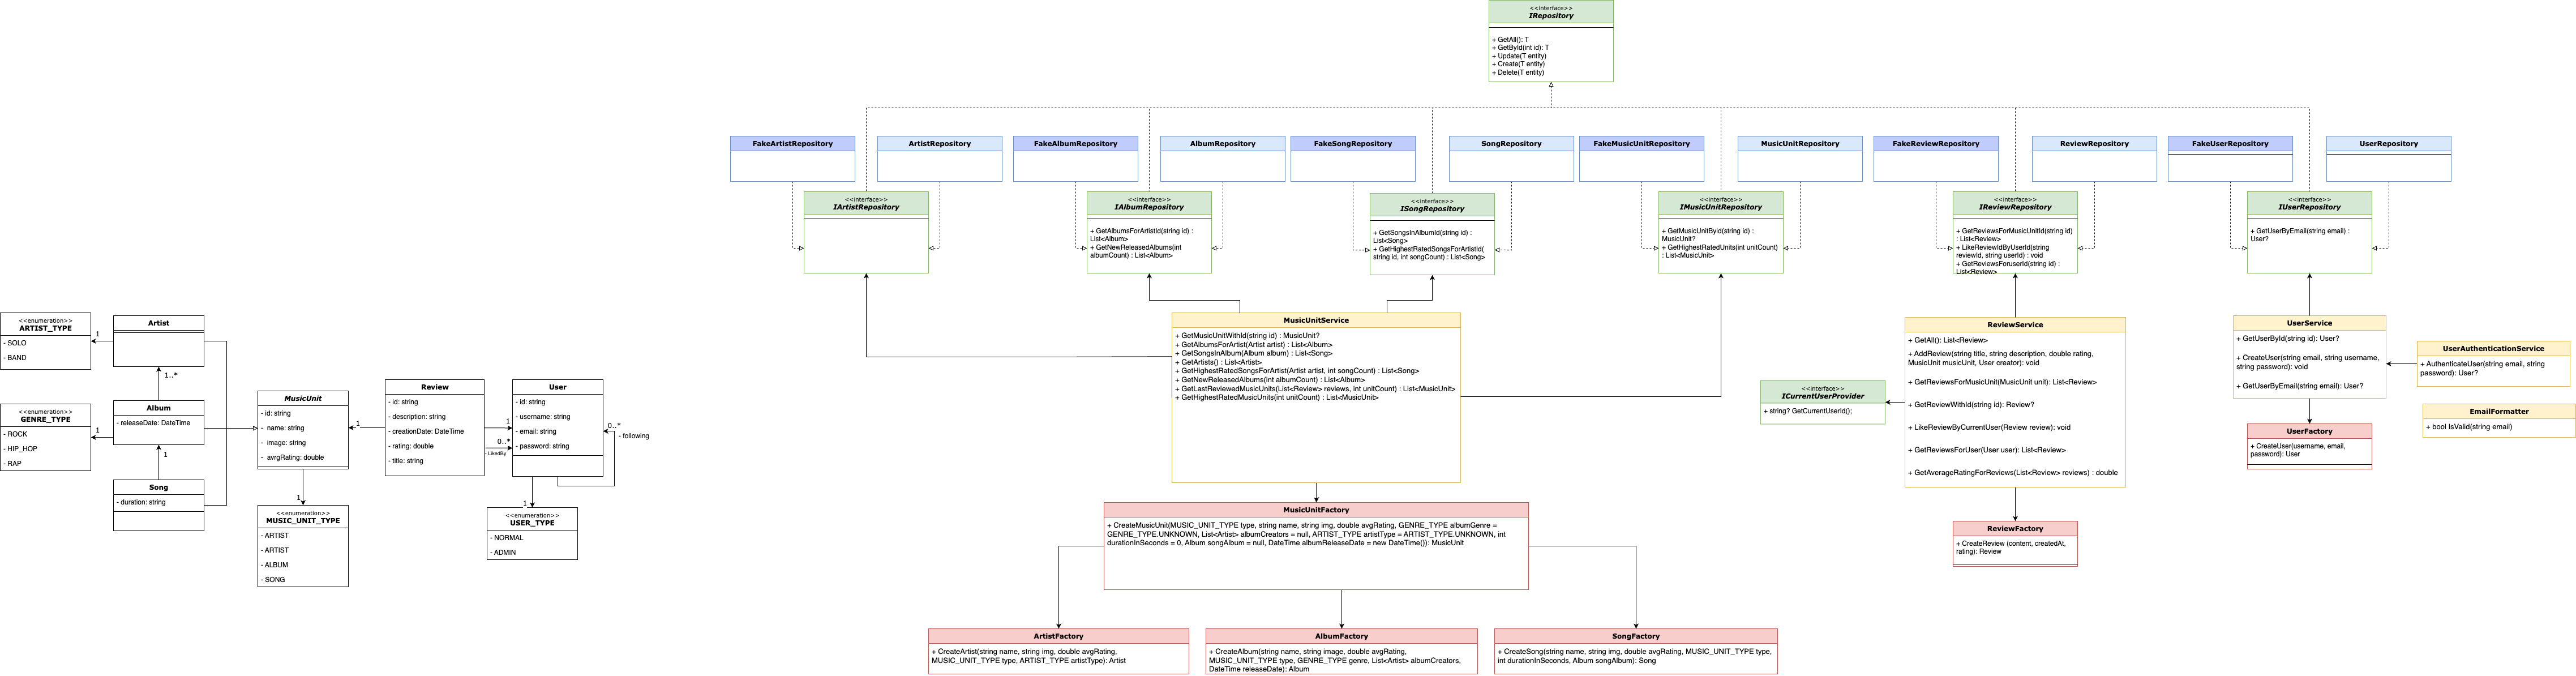 <<interface>>
IRepository
+ GetAll(): T
+ GetById(int id): T
+ Update(T entity)
+ Create(T entity)
+ Delete(T entity)
FakeArtistRepository
ArtistRepository
FakeAlbumRepository
AlbumRepository
FakeSongRepository
SongRepository
FakeMusicUnitRepository
MusicUnitRepository
FakeReviewRepository
ReviewRepository
FakeUserRepository
UserRepository
<<interface>>
IArtistRepository
<<interface>>
IAlbumRepository
+ GetAlbumsForArtistId(string id) :
List<Album>
+ GetNewReleasedAlbums(int
albumCount) : List<Album>
<<interface>>
ISongRepository
+ GetSongsInAlbumId(string id) :
List<Song>
+ GetHighestRatedSongsForArtistId(
string id, int songCount) : List<Song>
<<interface>>
IMusicUnitRepository
+ GetMusicUnitByid(string id) :
MusicUnit?
+ GetHighestRatedUnits(int unitCount)
: List<MusicUnit>
<<interface>>
IReviewRepository
+ GetReviewsForMusicUnitId(string id)
: List<Review>
+ LikeReviewIdByUserId(string
reviewId, string userId) : void
+ GetReviewsForuserId(string id) :
List<Review>
<<interface>>
IUserRepository
+ GetUserByEmail(string email) :
User?
<<enumeration>>
ARTIST_TYPE
- SOLO
- BAND
1
Artist
1..*
<<enumeration>>
GENRE_TYPE
- ROCK
- HIP_HOP
- RAP
1
Album
- releaseDate: DateTime
1
Song
- duration: string
MusicUnit
- id: string
-  name: string
-  image: string
-  avrgRating: double
1
1
<<enumeration>>
MUSIC_UNIT_TYPE
- ARTIST
- ARTIST
- ALBUM
- SONG
Review
- id: string
- description: string
- creationDate: DateTime
- rating: double
- title: string
1
0..*
- LikedBy
User
- id: string
- username: string
- email: string
- password: string
0..*
- following
1
<<enumeration>>
USER_TYPE
- NORMAL
- ADMIN
MusicUnitService
+ GetMusicUnitWithId(string id) : MusicUnit?
+ GetAlbumsForArtist(Artist artist) : List<Album>
+ GetSongsInAlbum(Album album) : List<Song>
+ GetArtists() : List<Artist>
+ GetHighestRatedSongsForArtist(Artist artist, int songCount) : List<Song>
+ GetNewReleasedAlbums(int albumCount) : List<Album>
+ GetLastReviewedMusicUnits(List<Review> reviews, int unitCount) : List<MusicUnit>
+ GetHighestRatedMusicUnits(int unitCount) : List<MusicUnit>
<<interface>>
ICurrentUserProvider
+ string? GetCurrentUserId();
ReviewService
+ GetAll(): List<Review>
+ AddReview(string title, string description, double rating,
MusicUnit musicUnit, User creator): void
+ GetReviewsForMusicUnit(MusicUnit unit): List<Review>
+ GetReviewWithId(string id): Review?
+ LikeReviewByCurrentUser(Review review): void
+ GetReviewsForUser(User user): List<Review>
+ GetAverageRatingForReviews(List<Review> reviews) : double
UserService
+ GetUserById(string id): User?
+ CreateUser(string email, string username,
string password): void
+ GetUserByEmail(string email): User?
UserAuthenticationService
+ AuthenticateUser(string email, string
password): User?
EmailFormatter
+ bool IsValid(string email)
UserFactory
+ CreateUser(username, email,
password): User
MusicUnitFactory
+ CreateMusicUnit(MUSIC_UNIT_TYPE type, string name, string img, double avgRating, GENRE_TYPE albumGenre =
GENRE_TYPE.UNKNOWN, List<Artist> albumCreators = null, ARTIST_TYPE artistType = ARTIST_TYPE.UNKNOWN, int
durationInSeconds = 0, Album songAlbum = null, DateTime albumReleaseDate = new DateTime()): MusicUnit
ReviewFactory
+ CreateReview (content, createdAt,
rating): Review
ArtistFactory
+ CreateArtist(string name, string img, double avgRating,
MUSIC_UNIT_TYPE type, ARTIST_TYPE artistType): Artist
AlbumFactory
+ CreateAlbum(string name, string image, double avgRating,
MUSIC_UNIT_TYPE type, GENRE_TYPE genre, List<Artist> albumCreators,
DateTime releaseDate): Album
SongFactory
+ CreateSong(string name, string img, double avgRating, MUSIC_UNIT_TYPE type,
int durationInSeconds, Album songAlbum): Song